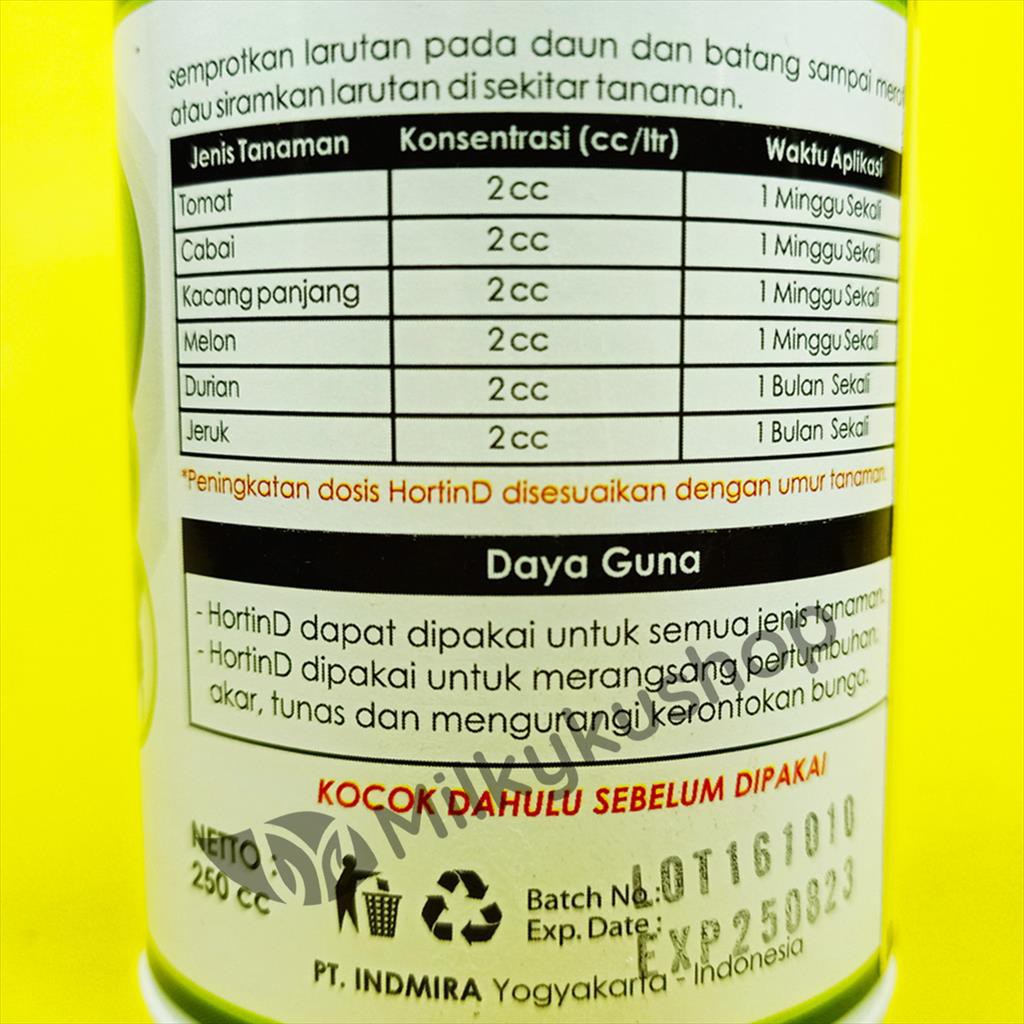 semprotkan larutan pada daun dan batang sampai
atau siramkan larutan di sekitar tanaman.
Jenis Tanaman Konsentrasi (cc/ltr) Waktu Aplikasi
Tomat 2 cc 1 Minggu Sekali
Cabai 2 cc 1 Minggu Sekali
Kacang panjang 2 cc 1 Minggu Sekali
Melon 2 cc 1 Minggu Sekali
Durian 2 cc 1 Bulan Sekali
Jeruk 2 cc 1 Bulan Sekali
*Peningkatan dosis HortinD disesuaikan dengan umur tanaman.
Daya Guna
- HortinD dapat dipakai untuk semua jenis tanaman.
- HortinD dipakai untuk merangsang pertumbuhan
akar, tunas dan mengurangi kerontokan bunga.
Milkykushop
KOCOK DAHULU SEBELUM DIPAKAI
NETTO :
250 cc
Batch No.: LOT161010
Exp. Date : EXP250823
PT. INDMIRA Yogyakarta - Indonesia